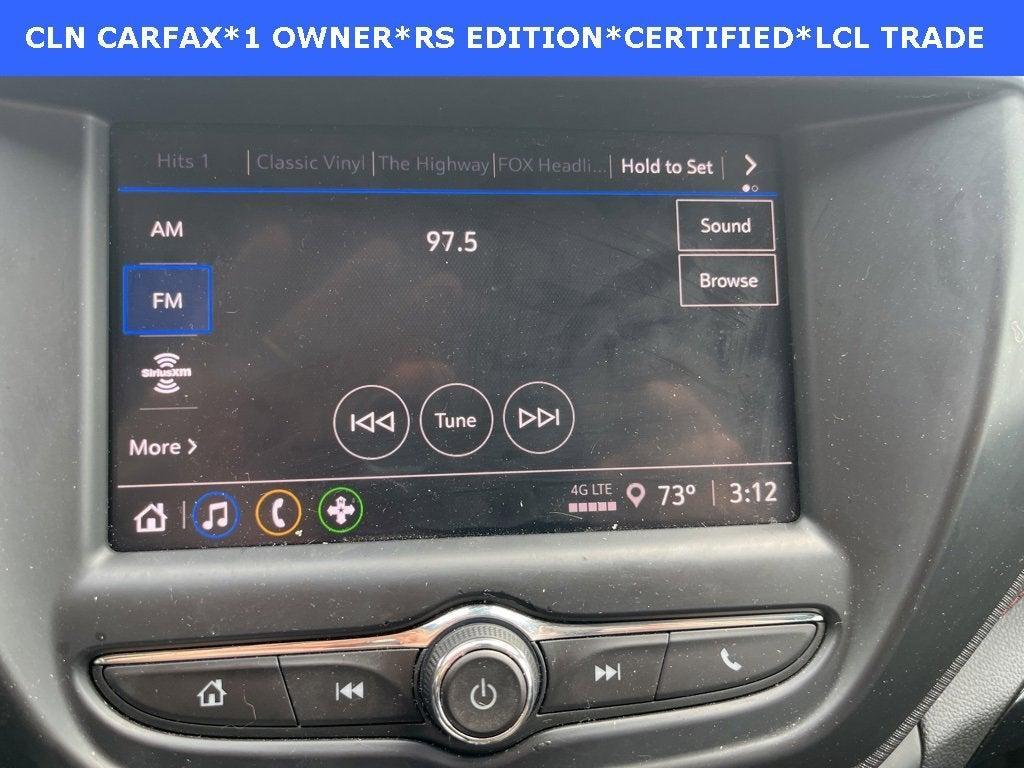 CLN CARFAX*1 OWNER*RS EDITION*CERTIFIED*LCL TRADE
Hits 1 Classic Vinyl The Highway FOX Headli... Hold to Set
AM 97.5 Sound
FM Browse
SiriusXM
More Tune
4G LTE 73° 3:12